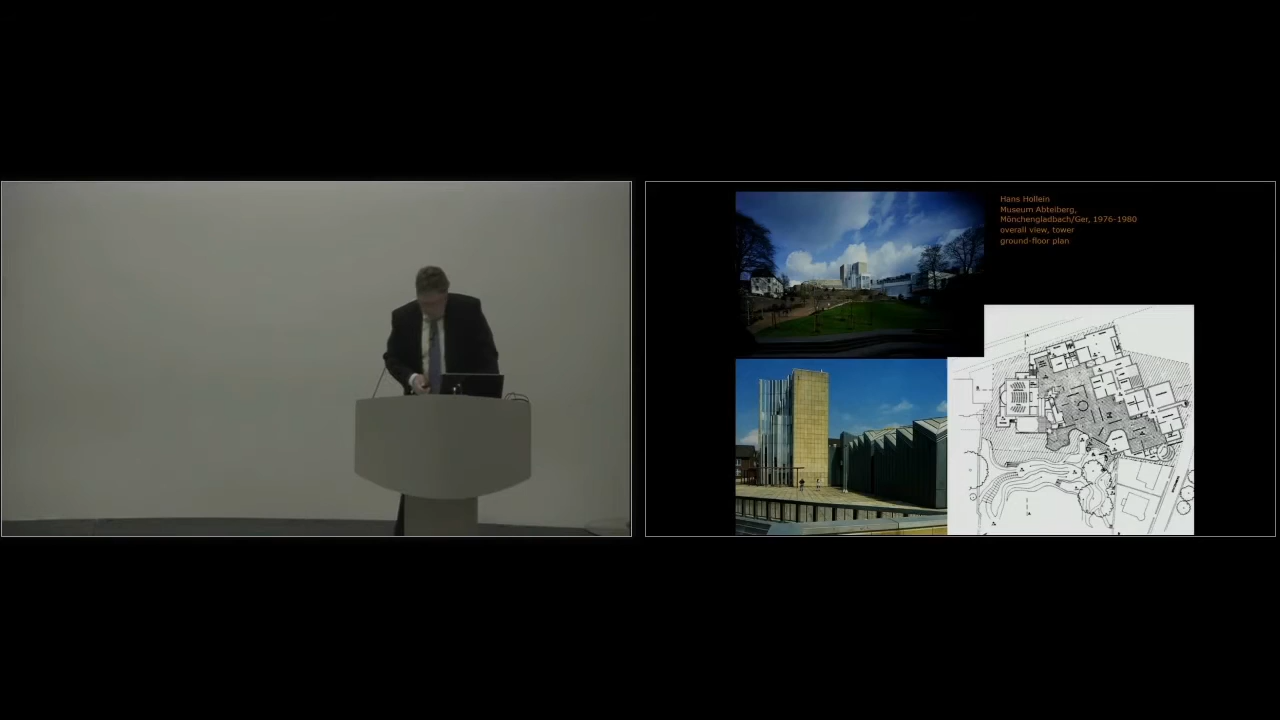 Hans Hollein
Museum Abteiberg,
Mönchengladbach/Ger, 1976-1980
overall view, tower
ground-floor plan